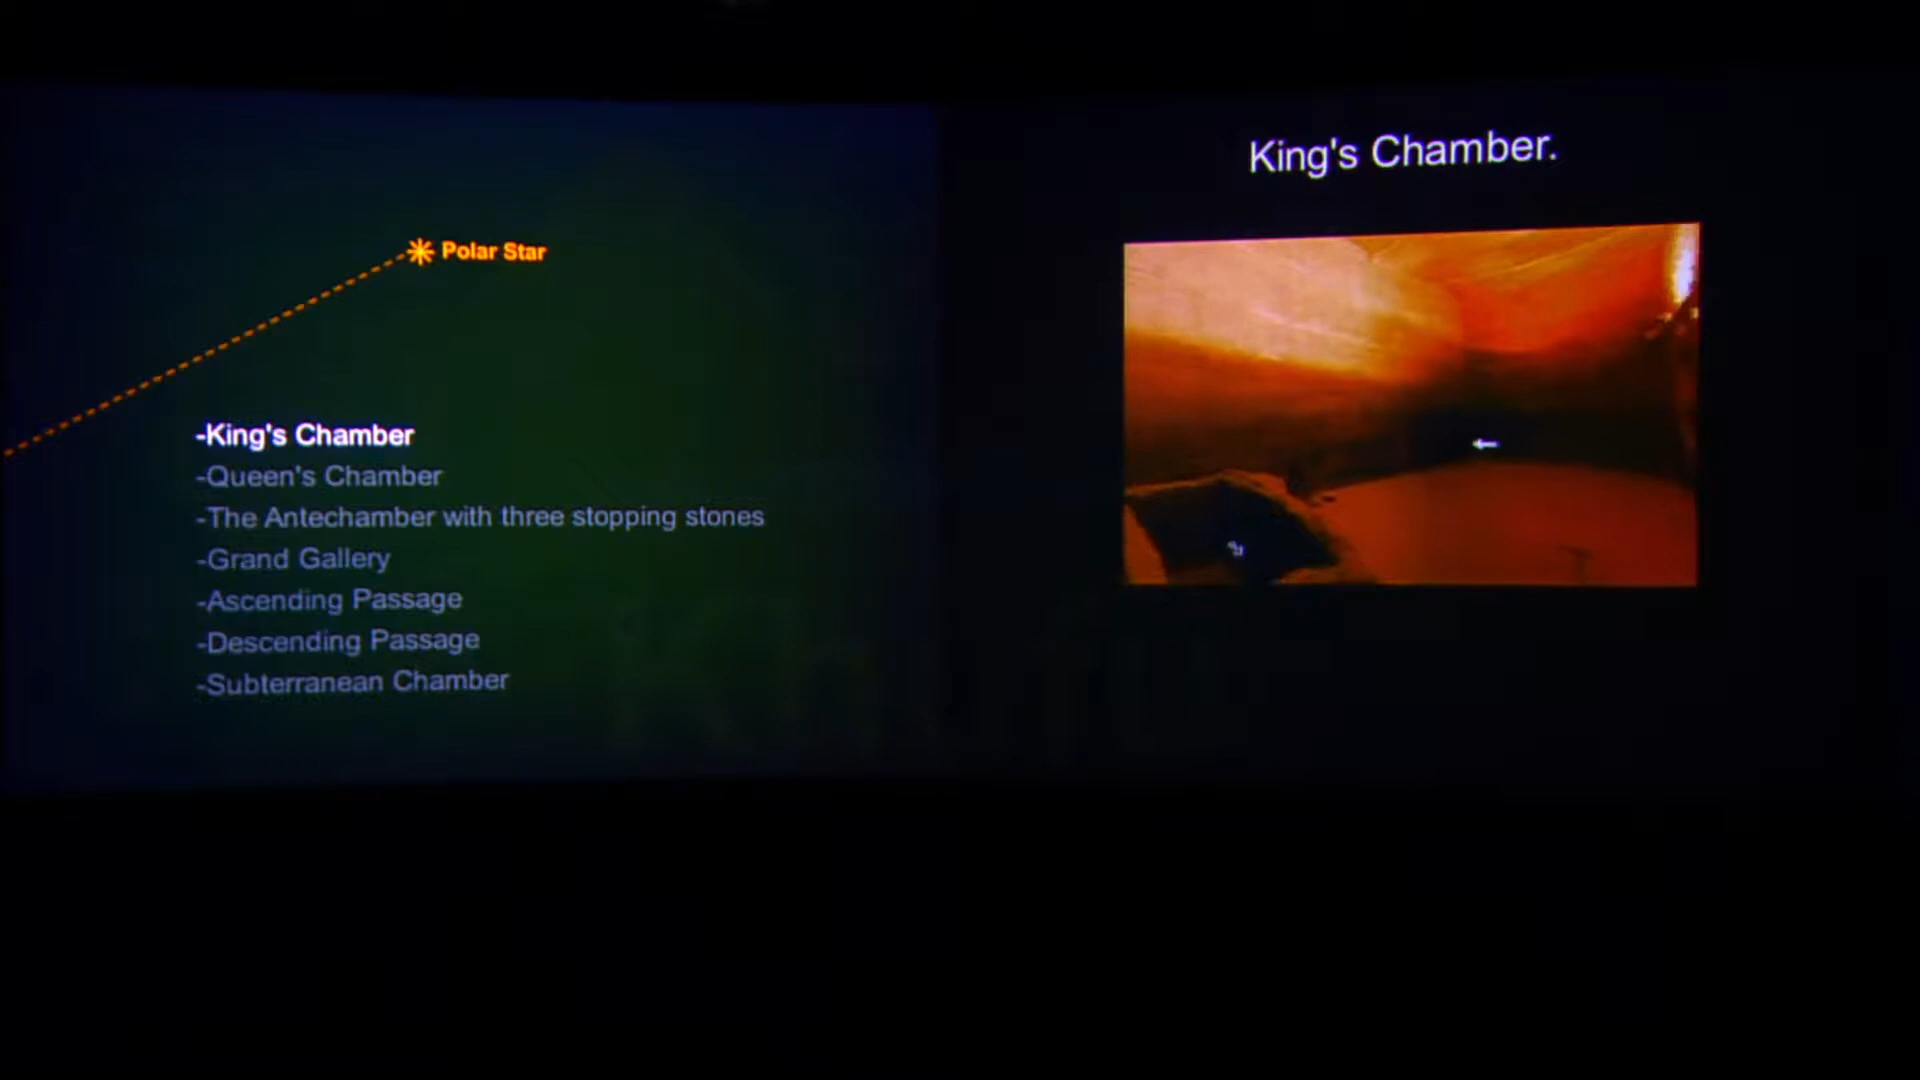 Polar Star
-King's Chamber
-Queen's Chamber
-The Antechamber with three stopping stones
-Grand Gallery
-Ascending Passage
-Descending Passage
-Subterranean Chamber
King's Chamber.